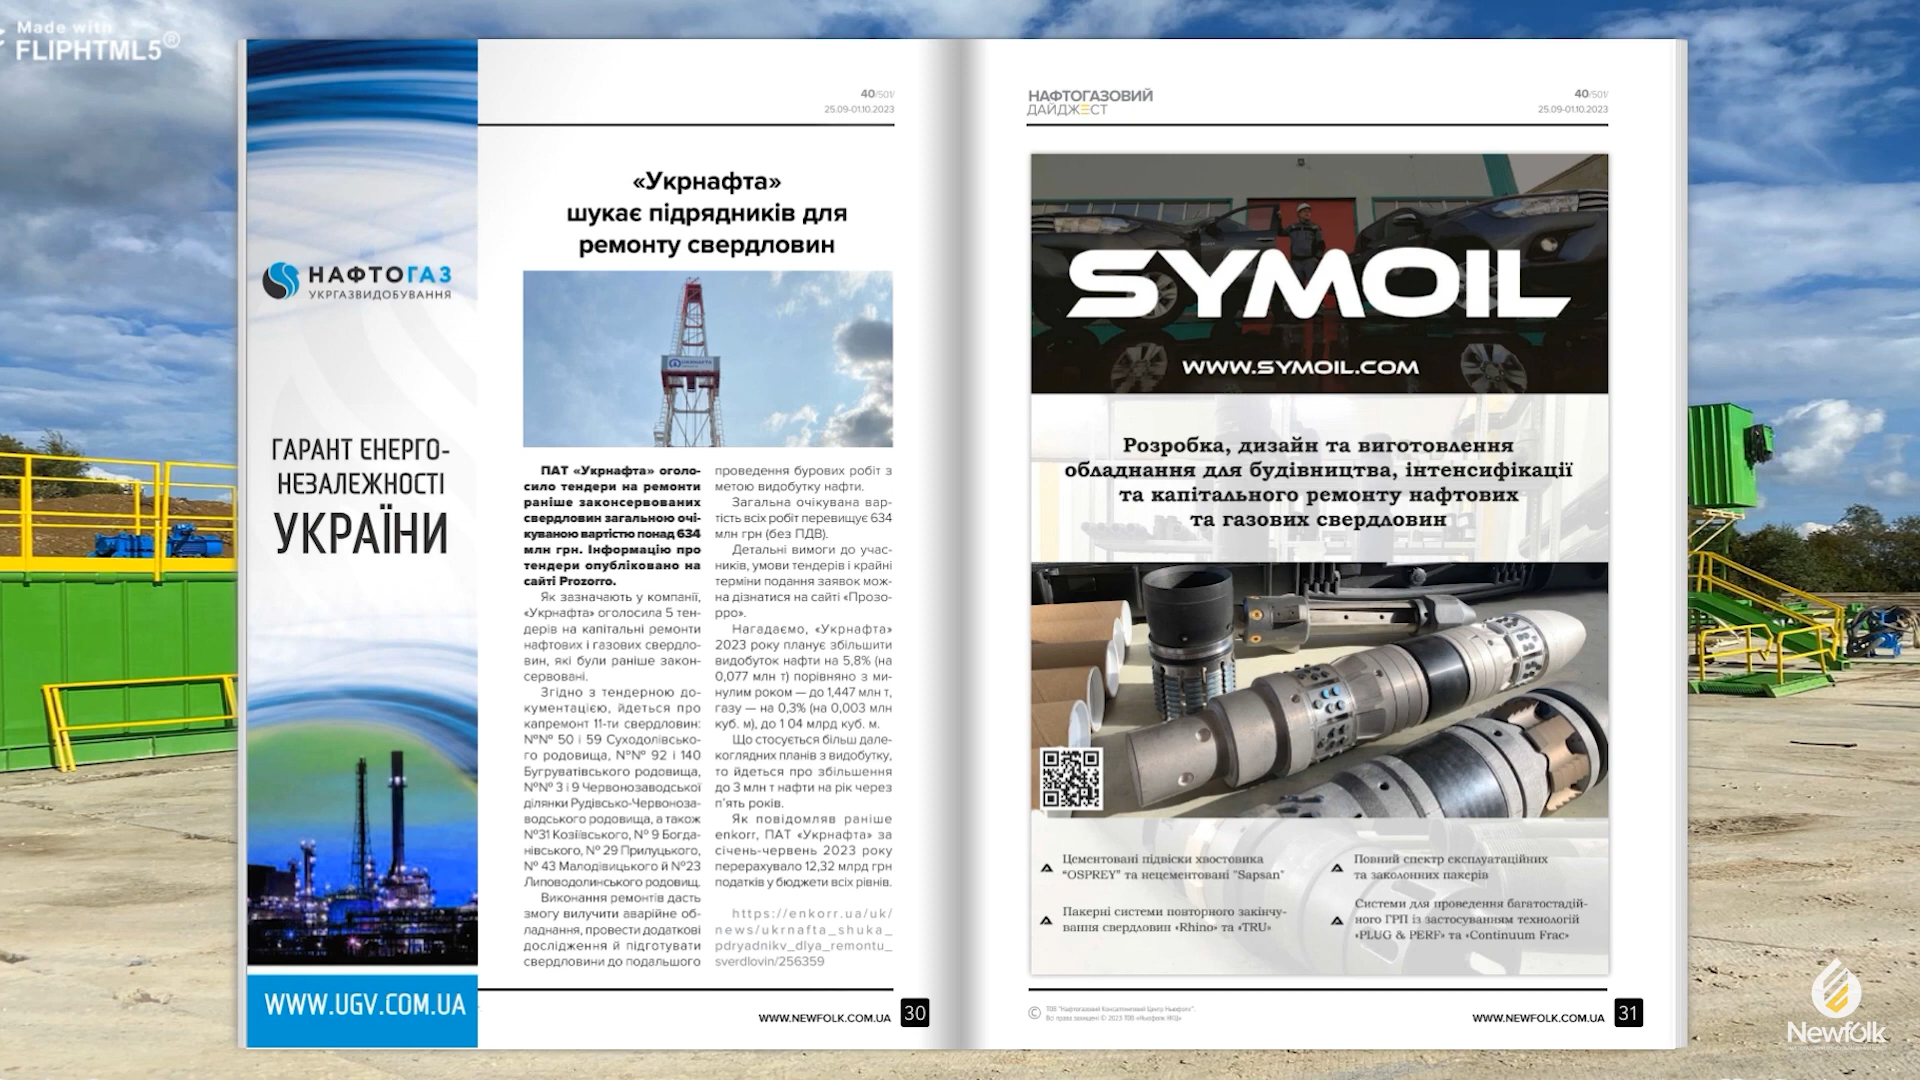 Made with
FLIPHTML5®
НАФТОГАЗ
УКРГАЗВИДОБУВАННЯ
ГАРАНТ ЕНЕРГО-
НЕЗАЛЕЖНОСТІ
УКРАЇНИ
WWW.UGV.COM.UA
40/501/
25.09-01.10.2023
«Укрнафта»
шукає підрядників для
ремонту свердловин
UKRNAFTA
ПАТ «Укрнафта» оголо-
сило тендери на ремонти
раніше законсервованих
свердловин загальною очі-
куваною вартістю понад 634
млн грн. Інформацію про
тендери опубліковано на
сайті Prozorro.
Як зазначають у компанії,
«Укрнафта» оголосила 5 тен-
дерів на капітальні ремонти
нафтових і газових свердло-
вин, які були раніше закон-
сервовані.
Згідно з тендерною до-
кументацією, йдеться про
капремонт 11-ти свердловин:
№№ 50 і 59 Суходолівсько-
го родовища, №№ 92 і 140
Бугруватівського родовища,
№№ 3 і 9 Червонозаводської
ділянки Рудівсько-Червоноза-
водського родовища, а також
№31 Козіївського, № 9 Богда-
нівського, № 29 Прилуцького,
№ 43 Малодівицького й №23
Липоводолинського родовищ.
Виконання ремонтів дасть
змогу вилучити аварійне об-
ладнання, провести додаткові
дослідження й підготувати
свердловини до подальшого
проведення бурових робіт з
метою видобутку нафти.
Загальна очікувана вар-
тість всіх робіт перевищує 634
млн грн (без ПДВ).
Детальні вимоги до учас-
ників, умови тендерів і крайні
терміни подання заявок мож-
на дізнатися на сайті «Прозо-
рро».
Нагадаємо, «Укрнафта»
2023 року планує збільшити
видобуток нафти на 5,8% (на
0,077 млн т) порівняно з ми-
нулим роком — до 1,447 млн т,
газу — на 0,3% (на 0,003 млн
куб. м), до 1 04 млрд куб. м.
Що стосується більш дале-
коглядних планів з видобутку,
то йдеться про збільшення
до 3 млн т нафти на рік через
п'ять років.
Як повідомляв раніше
enkorr, ПАТ «Укрнафта» за
січень-червень 2023 року
перерахувало 12,32 млрд грн
податків у бюджети всіх рівнів.
https://enkorr.ua/uk/
news/ukrnafta_shuka_
pdryadnikv_dlya_remontu_
sverdlovin/256359
WWW.NEWFOLK.COM.UA 30
НАФТОГАЗОВИЙ
ДАЙДЖЕСТ
40/501/
25.09-01.10.2023
SYMOIL
WWW.SYMOIL.COM
Розробка, дизайн та виготовлення
обладнання для будівництва, інтенсифікації
та капітального ремонту нафтових
та газових свердловин
Цементовані підвіски хвостовика
“OSPREY” та нецементовані "Sapsan"
Пакерні системи повторного закінчу-
вання свердловин «Rhino» та «TRU»
Повний спектр експлуатаційних
та заколонних пакерів
Системи для проведення багатостадій-
ного ГРП із застосуванням технологій
«PLUG & PERF» та «Continuum Frac»
© ТОВ "Нафтогазовий Консалтинговий Центр Ньюфолк".
Всі права захищені © 2023 ТОВ «Ньюфолк НКЦ»
WWW.NEWFOLK.COM.UA 31
Newfolk